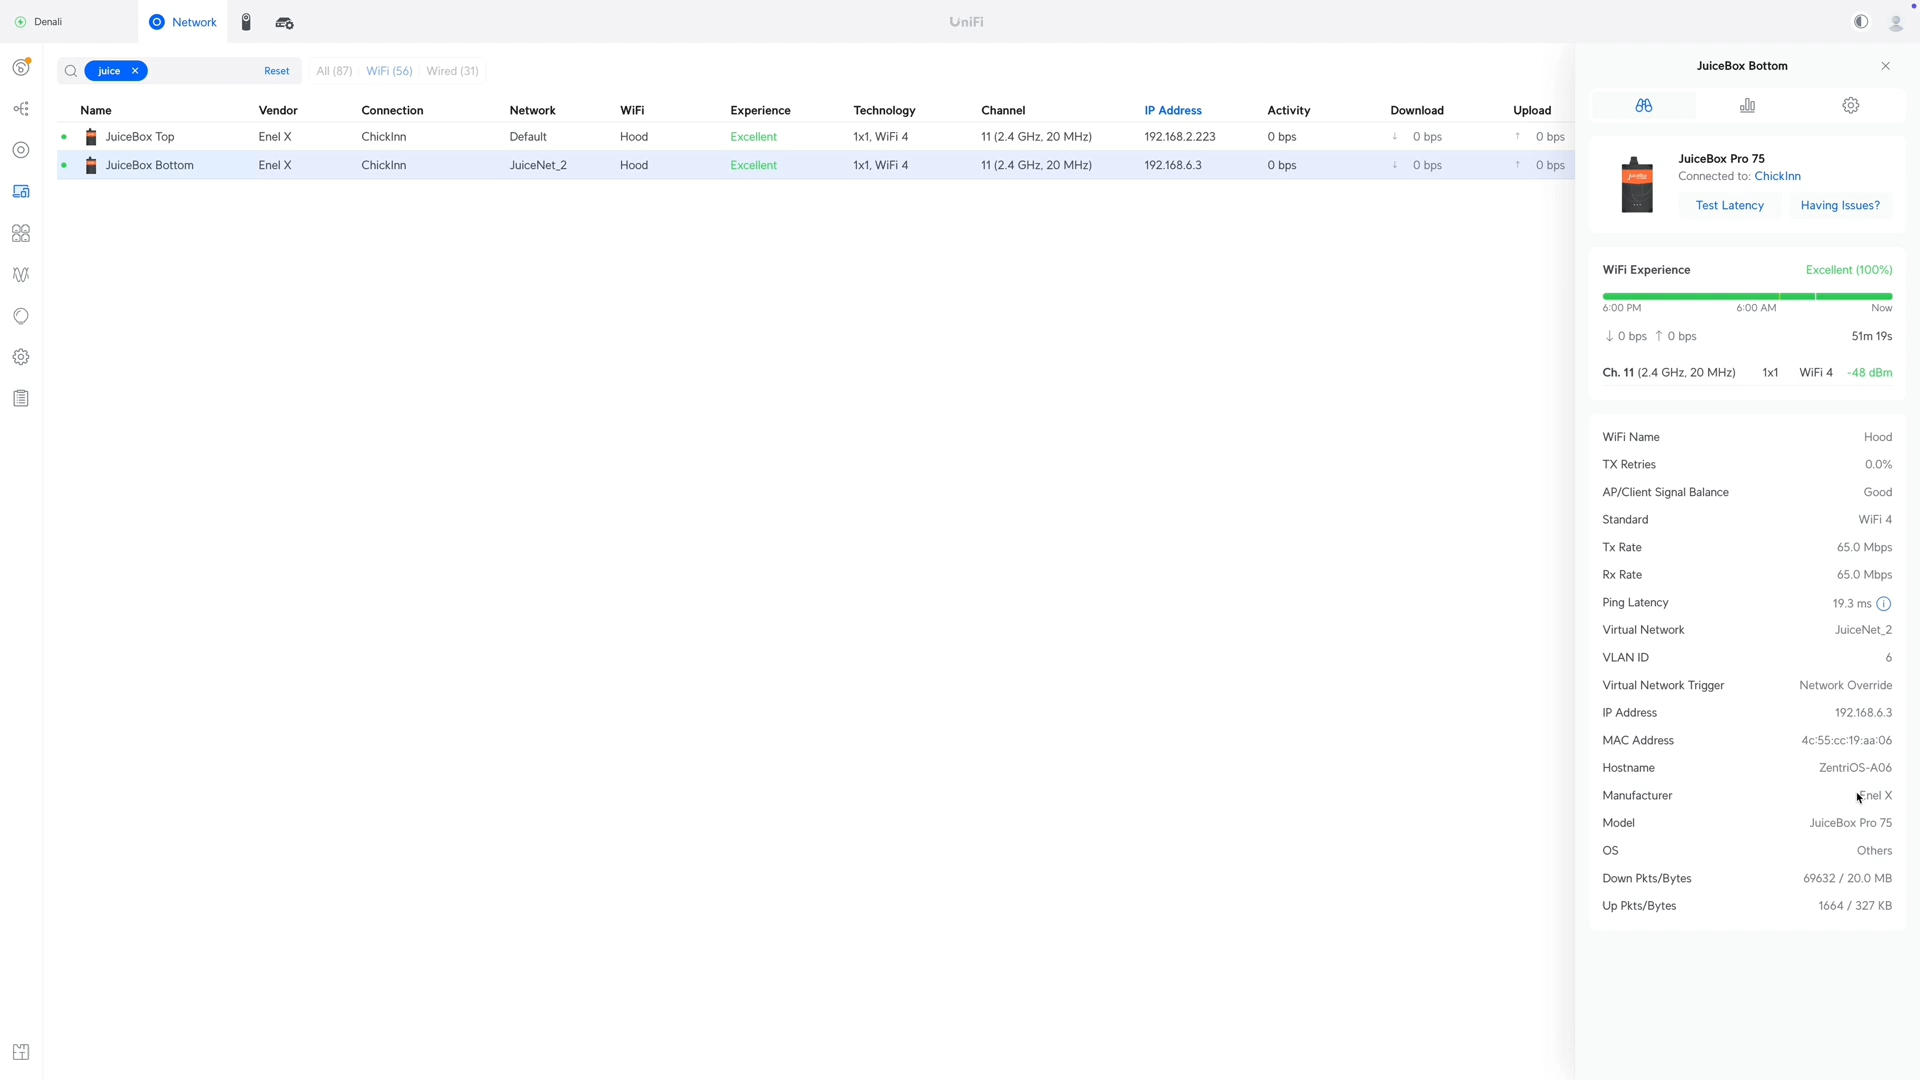 Denali
Network
UniFi
juice
Reset
All (87) WiFi (56) Wired (31)
Name Vendor Connection Network WiFi Experience Technology Channel IP Address Activity Download Upload
JuiceBox Top Enel X ChickInn Default Hood Excellent 1x1, WiFi 4 11 (2.4 GHz, 20 MHz) 192.168.2.223 0 bps ↓ 0 bps ↑ 0 bps
JuiceBox Bottom Enel X ChickInn JuiceNet_2 Hood Excellent 1x1, WiFi 4 11 (2.4 GHz, 20 MHz) 192.168.6.3 0 bps ↓ 0 bps ↑ 0 bps
JuiceBox Bottom
JuiceBox Pro 75
Connected to: ChickInn
Test Latency Having Issues?
WiFi Experience Excellent (100%)
6:00 PM 6:00 AM Now
↓ 0 bps ↑ 0 bps 51m 19s
Ch. 11 (2.4 GHz, 20 MHz) 1x1 WiFi 4 -48 dBm
WiFi Name Hood
TX Retries 0.0%
AP/Client Signal Balance Good
Standard WiFi 4
Tx Rate 65.0 Mbps
Rx Rate 65.0 Mbps
Ping Latency 19.3 ms
Virtual Network JuiceNet_2
VLAN ID 6
Virtual Network Trigger Network Override
IP Address 192.168.6.3
MAC Address 4c:55:cc:19:aa:06
Hostname ZentriOS-A06
Manufacturer Enel X
Model JuiceBox Pro 75
OS Others
Down Pkts/Bytes 69632 / 20.0 MB
Up Pkts/Bytes 1664 / 327 KB